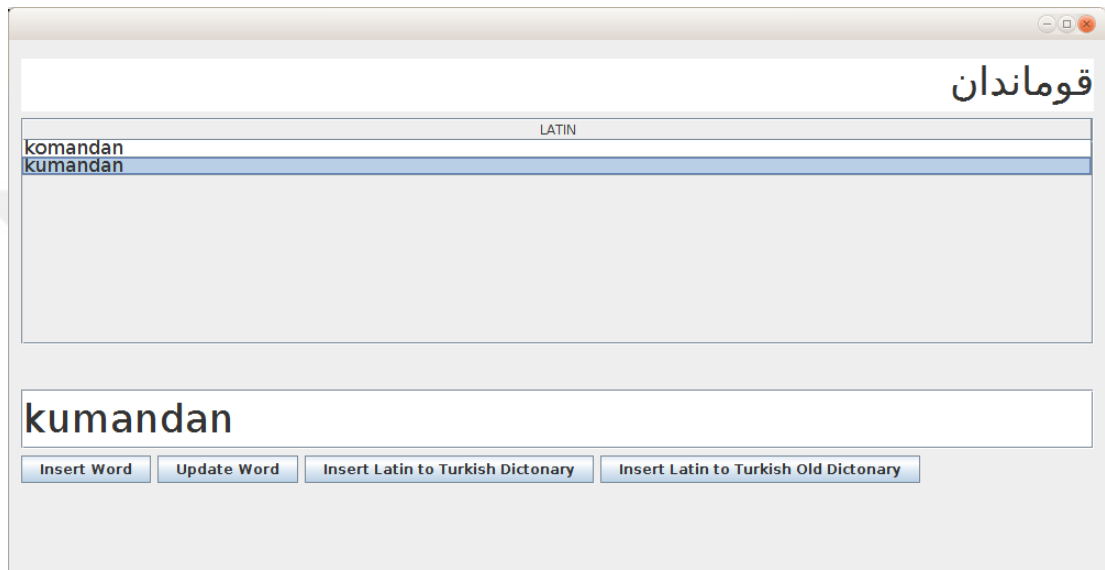 قوماندان
LATIN
komandan
kumandan
kumandan
Insert Word Update Word Insert Latin to Turkish Dictonary Insert Latin to Turkish Old Dictonary